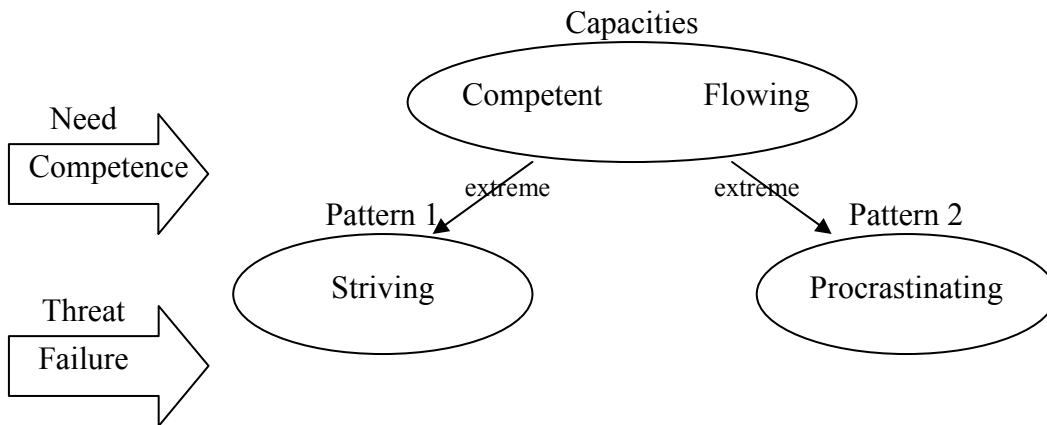 Capacities
Competent Flowing
Need
Competence
extreme extreme
Pattern 1 Pattern 2
Striving Procrastinating
Threat
Failure